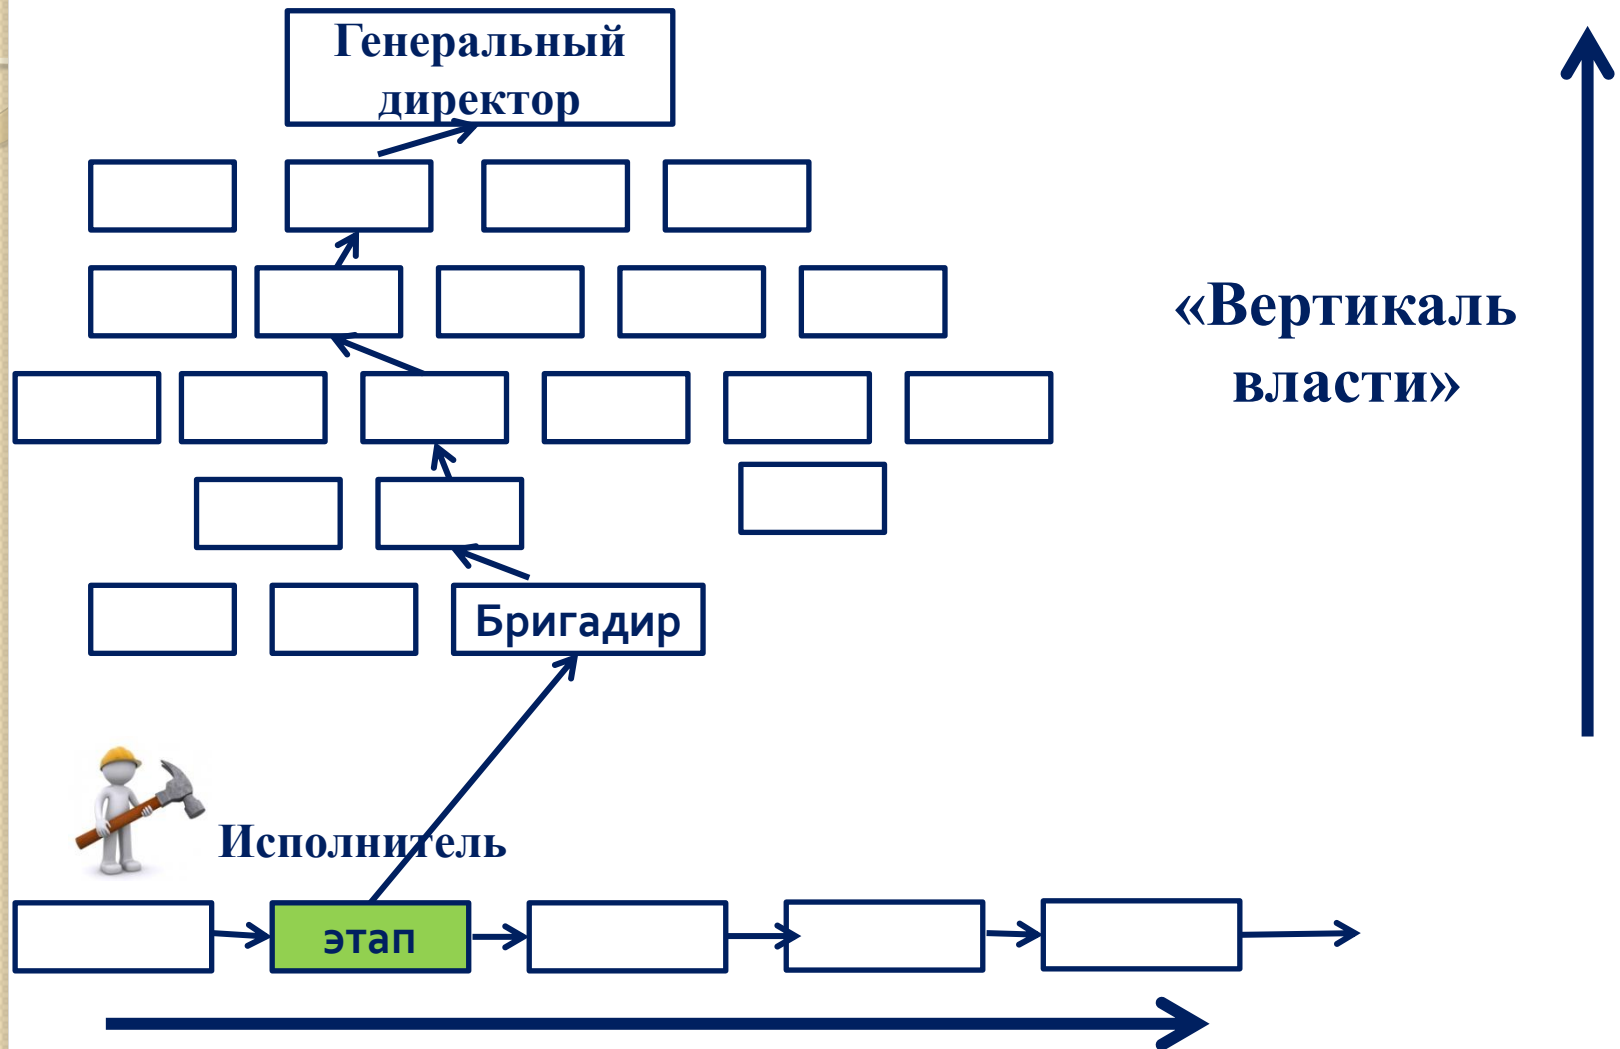 Генеральный
директор
«Вертикаль
власти»
Бригадир
Исполнитель
этап